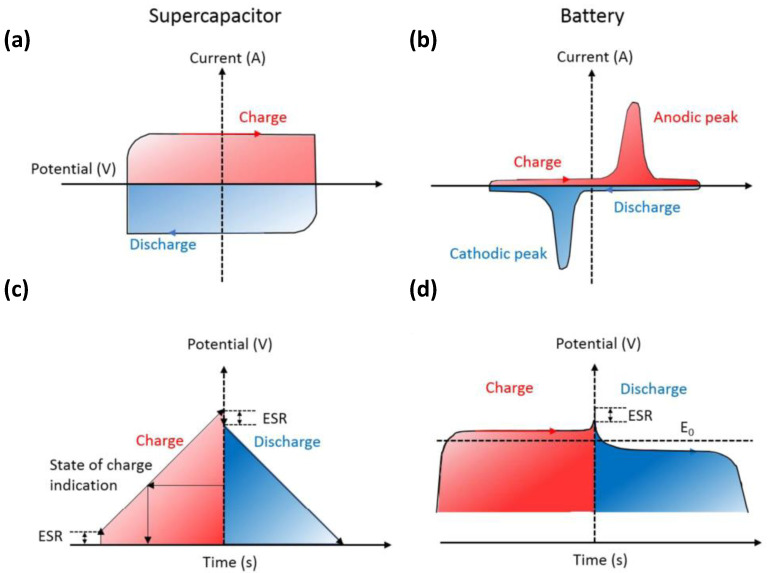 Supercapacitor
Battery
(a)
(b)
Current (A)
Current (A)
Charge
Anodic peak
Potential (V)
Charge
Discharge
Discharge
Cathodic peak
(c)
(d)
Potential (V)
Potential (V)
Charge
Discharge
ESR
ESR
E0
Charge
Discharge
State of charge
indication
ESR
Time (s)
Time (s)